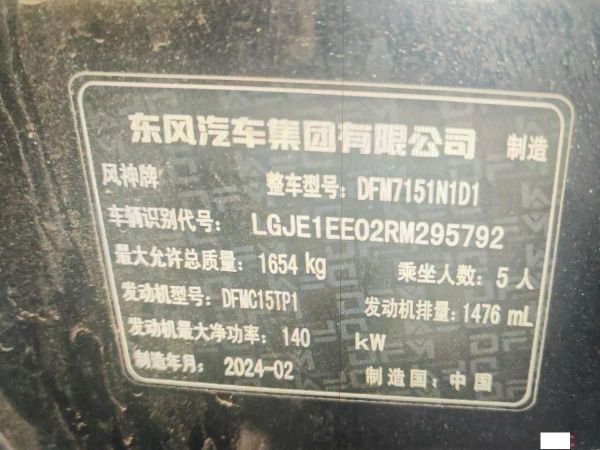 东风汽车集团有限公司 制造
风神牌 整车型号: DFM7151N1D1
车辆识别代号: LGJE1EE02RM295792
最大允许总质量: 1654 kg 乘坐人数: 5 人
发动机型号: DFMC15TP1 发动机排量: 1476 mL
发动机最大净功率: 140 kW
制造年月: 2024-02 制造国: 中国